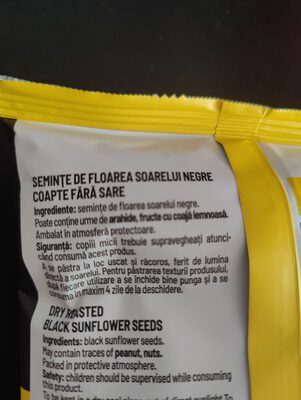 SEMINȚE DE FLOAREA SOARELUI NEGRE
COAPTE FĂRĂ SARE
Ingrediente: semințe de floarea soarelui negre.
Poate conține urme de arahide, fructe cu coajă lemnoasă.
Ambalat în atmosferă protectoare.
Siguranță: copiii micii trebuie supravegheați atunci-
când consumă acest produs.
A se păstra la loc uscat și răcoros, ferit de lumina
directă a soarelui. Pentru păstrarea texturii produsului,
după fiecare utilizare a se închide bine punga și a se
consuma în maxim 4 zile de la deschidere.
DRY ROASTED
BLACK SUNFLOWER SEEDS
Ingredients: black sunflower seeds.
May contain traces of peanut, nuts.
Packed in protective atmosphere.
Safety: children should be supervised while consuming
this product.